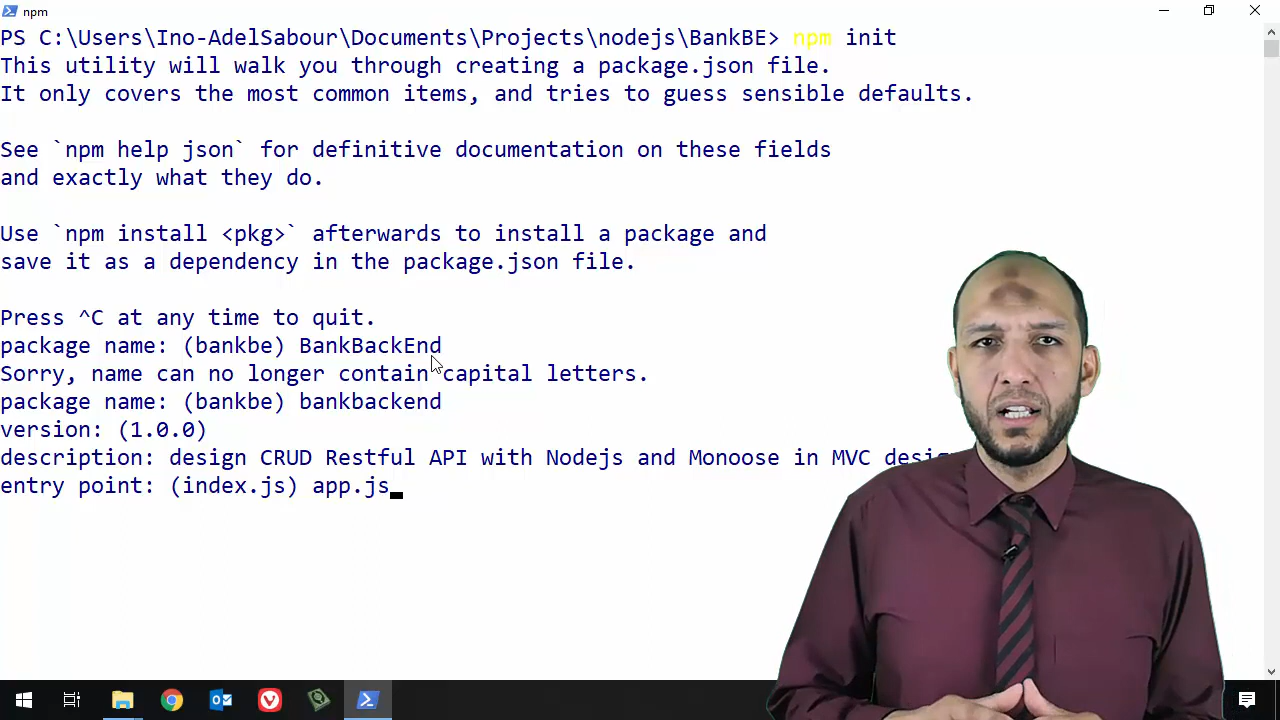 npm
PS C:\Users\Ino-AdelSabour\Documents\Projects\nodejs\BankBE> npm init
This utility will walk you through creating a package.json file.
It only covers the most common items, and tries to guess sensible defaults.
See `npm help json` for definitive documentation on these fields
and exactly what they do.
Use `npm install <pkg>` afterwards to install a package and
save it as a dependency in the package.json file.
Press ^C at any time to quit.
package name: (bankbe) BankBackEnd
Sorry, name can no longer contain capital letters.
package name: (bankbe) bankbackend
version: (1.0.0)
description: design CRUD Restful API with Nodejs and Monoose in MVC
entry point: (index.js) app.js